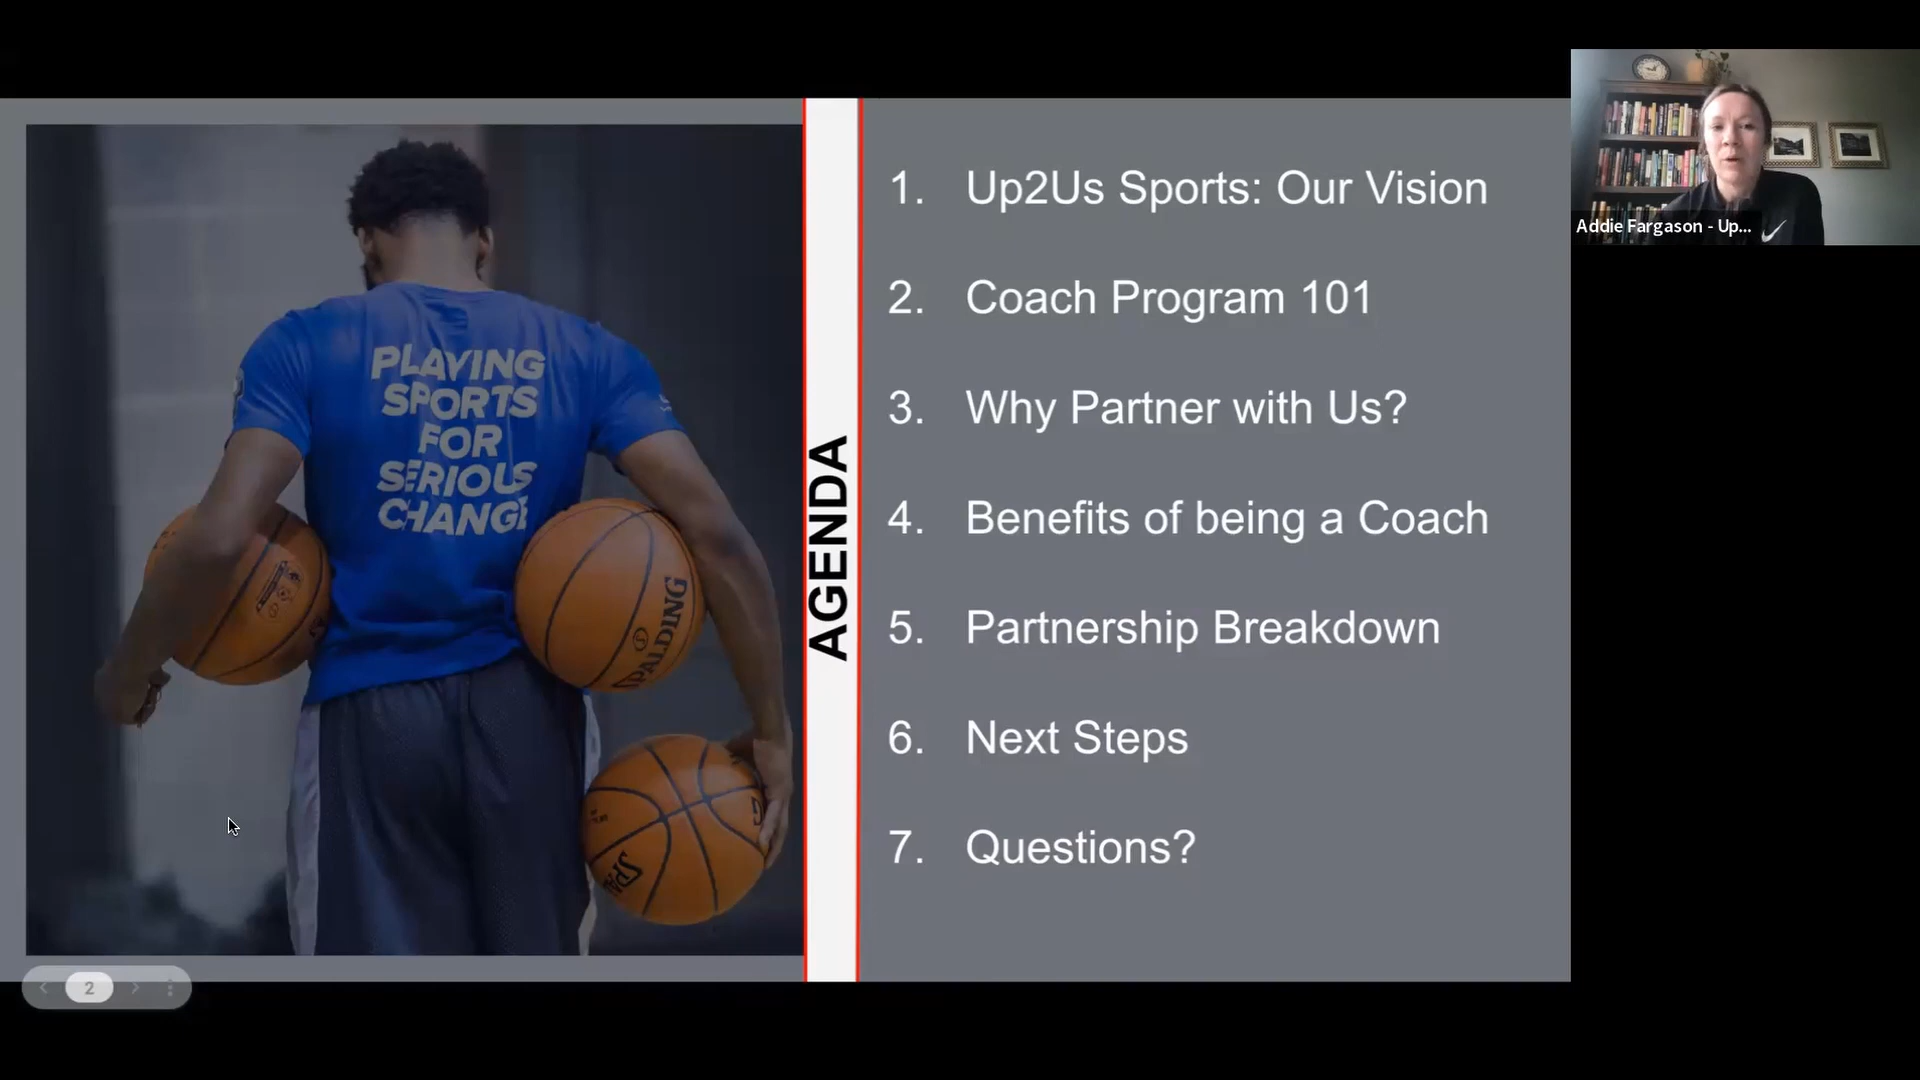 PLAYING
SPORTS
FOR
SERIOUS
CHANGE
SPALDING
SPA
AGENDA
1. Up2Us Sports: Our Vision
2. Coach Program 101
3. Why Partner with Us?
4. Benefits of being a Coach
5. Partnership Breakdown
6. Next Steps
7. Questions?
Addie Fargason - Up...
2